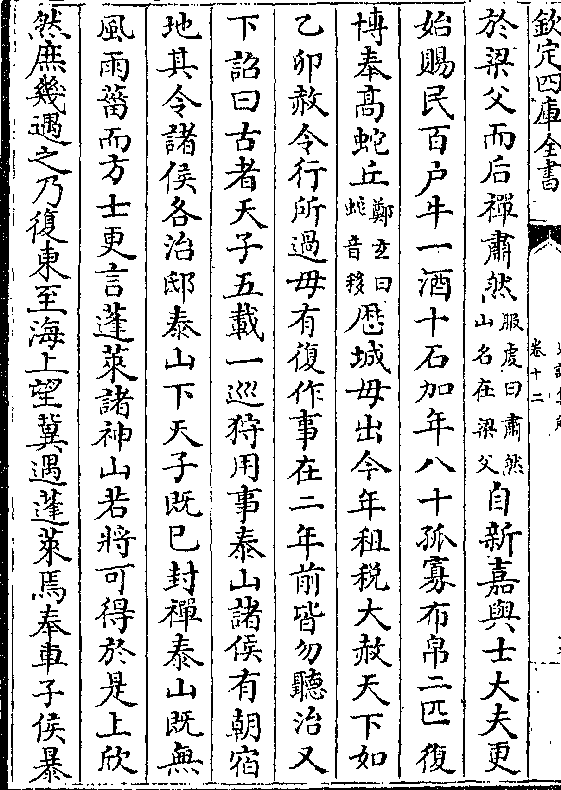 欽定四庫全書
卷十二
於梁父而后禪肅然服虔曰肅然山名在梁父自新嘉與士大夫更
始賜民百户牛一酒十石加年八十孤寡布帛二匹復
博奉髙蛇丘鄭𤣥曰蛇音移厯城毋出今年租税大赦天下如
乙卯赦令行所過毋有復作事在二年前皆勿聽治又
下詔曰古者天子五載一廵狩用事泰山諸侯有朝宿
地其令諸侯各治邸泰山下天子既已封禪泰山既無
風雨菑而方士更言蓬萊諸神山若將可得於是上欣
然庶幾遇之乃復東至海上望冀遇蓬萊焉奉車子侯暴